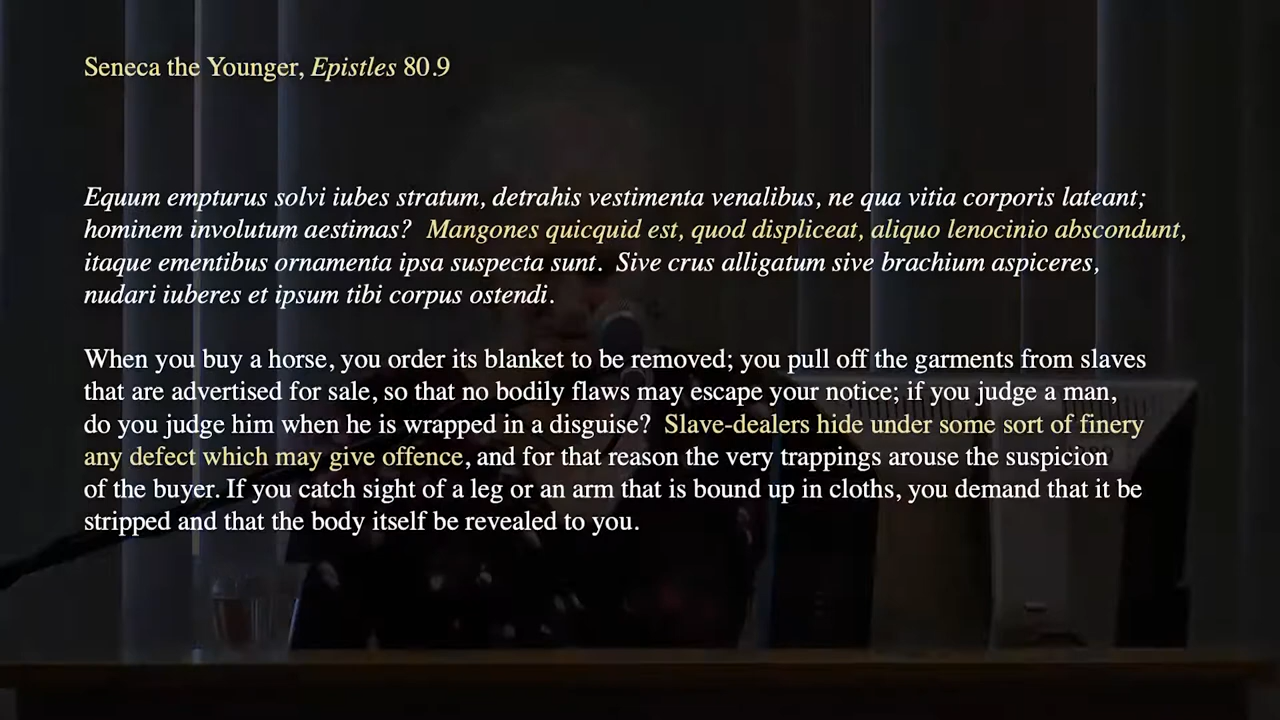 Seneca the Younger, Epistles 80.9
Equum empturus solvi iubes stratum, detrahis vestimenta venalibus, ne qua vitia corporis lateant;
hominem involutum aestimas? Mangones quicquid est, quod displiceat, aliquo lenocinio abscondunt,
itaque ementibus ornamenta ipsa suspecta sunt. Sive crus alligatum sive brachium aspiceres,
nudari iuberes et ipsum tibi corpus ostendi.
When you buy a horse, you order its blanket to be removed; you pull off the garments from slaves
that are advertised for sale, so that no bodily flaws may escape your notice; if you judge a man,
do you judge him when he is wrapped in a disguise? Slave-dealers hide under some sort of finery
any defect which may give offence, and for that reason the very trappings arouse the suspicion
of the buyer. If you catch sight of a leg or an arm that is bound up in cloths, you demand that it be
stripped and that the body itself be revealed to you.